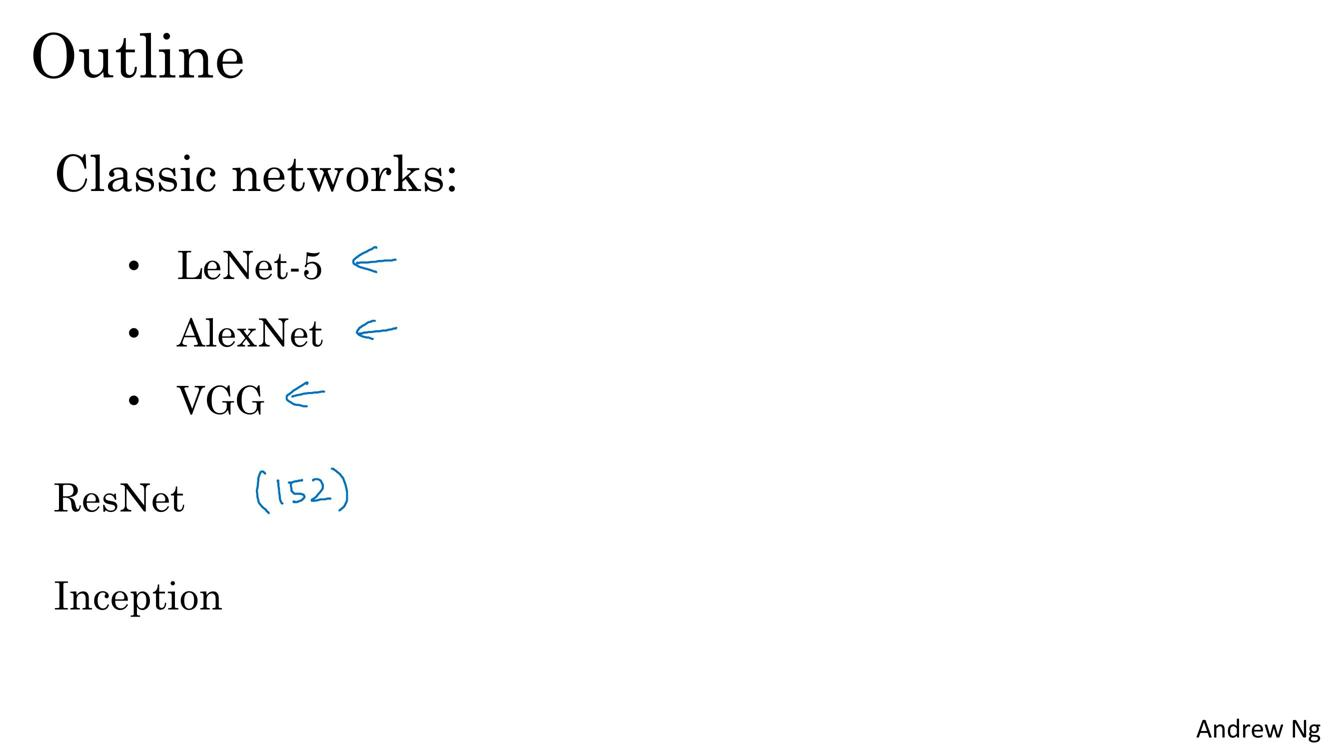 Outline
Classic networks:
• LeNet-5 ←
• AlexNet ←
• VGG ←
ResNet (152)
Inception
Andrew Ng